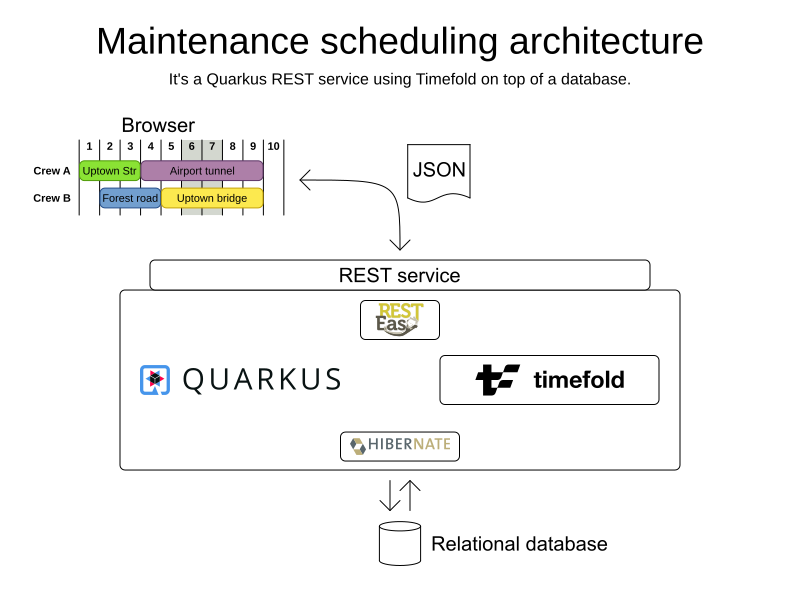 Maintenance scheduling architecture
It's a Quarkus REST service using Timefold on top of a database.
Browser
1 2 3 4 5 6 7 8 9 10
Crew A Uptown Str Airport tunnel
Crew B Forest road Uptown bridge
JSON
REST service
REST
Easy
QUARKUS
timefold
HIBERNATE
Relational database